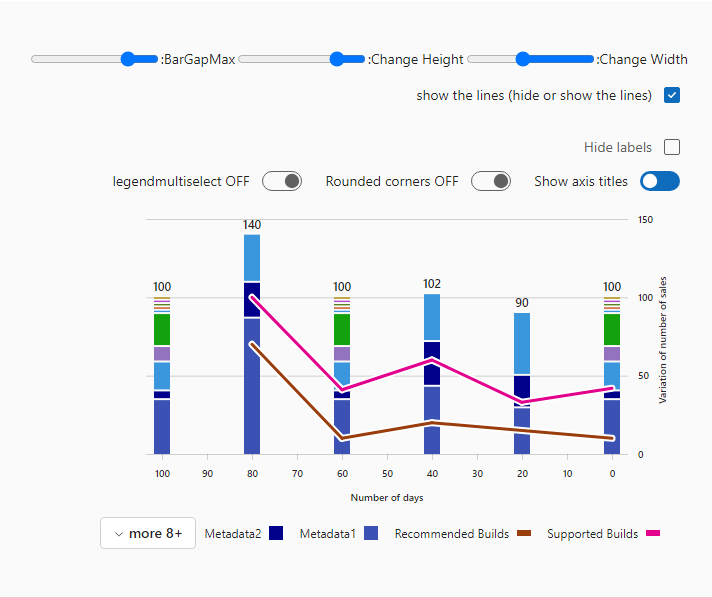 :BarGapMax :Change Height :Change Width
show the lines (hide or show the lines)
Hide labels
legendmultiselect OFF Rounded corners OFF Show axis titles
150
140
100 100 102 90 100
100
50
0
Variation of number of sales
100 90 80 70 60 50 40 30 20 10 0
Number of days
more 8+ Metadata2 Metadata1 Recommended Builds Supported Builds